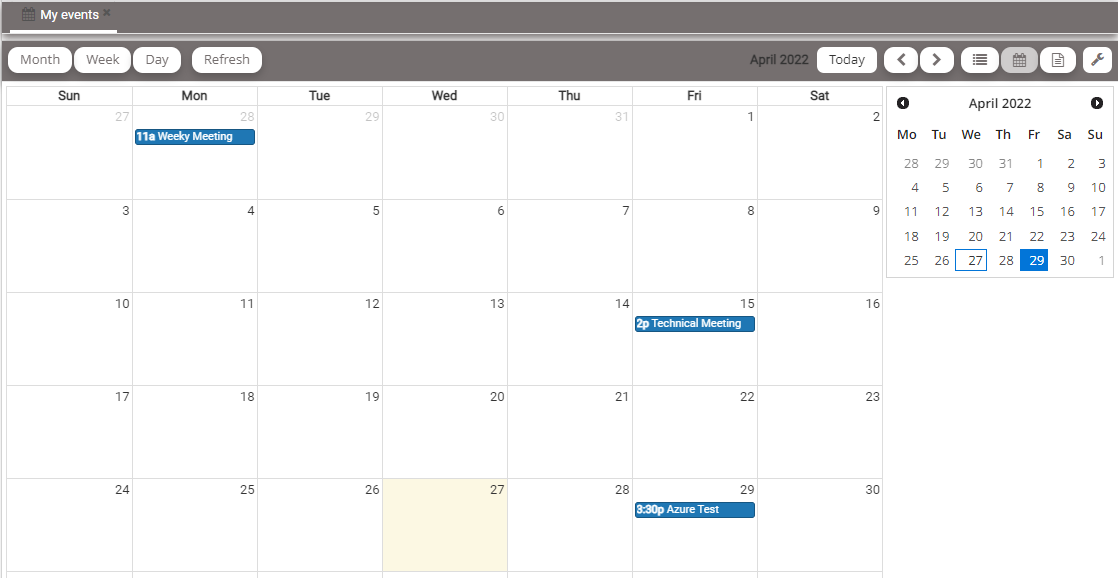 My events
Month Week Day Refresh April 2022 Today
Sun Mon Tue Wed Thu Fri Sat
27 28 29 30 31 1 2
11a Weeky Meeting
3 4 5 6 7 8 9
10 11 12 13 14 15 16
2p Technical Meeting
17 18 19 20 21 22 23
24 25 26 27 28 29 30
3:30p Azure Test
April 2022
Mo Tu We Th Fr Sa Su
28 29 30 31 1 2 3
4 5 6 7 8 9 10
11 12 13 14 15 16 17
18 19 20 21 22 23 24
25 26 27 28 29 30 1